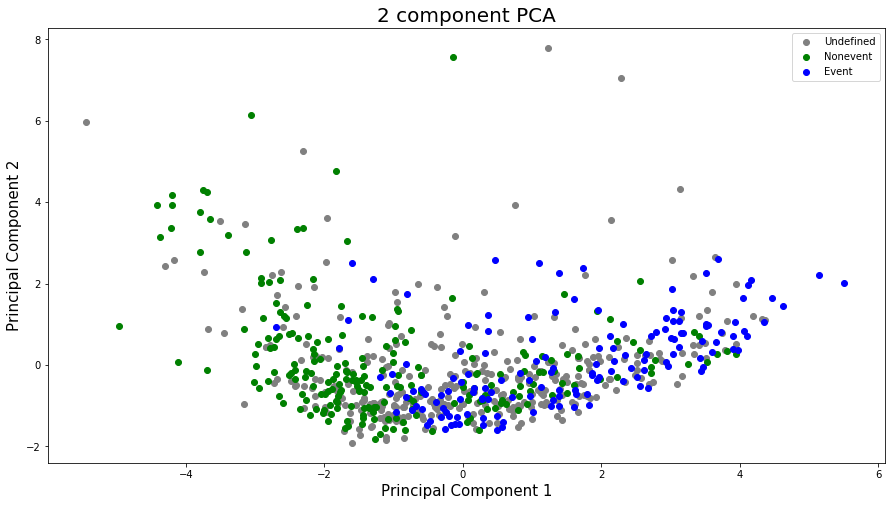 2 component PCA
Undefined
Nonevent
Event
Principal Component 2
8
6
4
2
0
−2
−4
−2
0
2
4
6
Principal Component 1